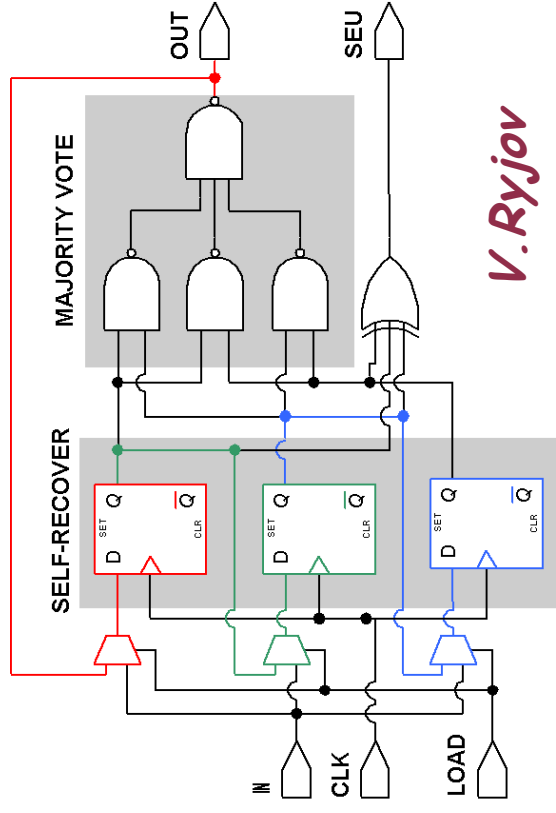 OUT
SEU
MAJORITY VOTE
V.Ryjov
SELF-RECOVER
D
SET
Q
CLR
Q
D
SET
Q
CLR
Q
D
SET
Q
CLR
Q
IN
CLK
LOAD